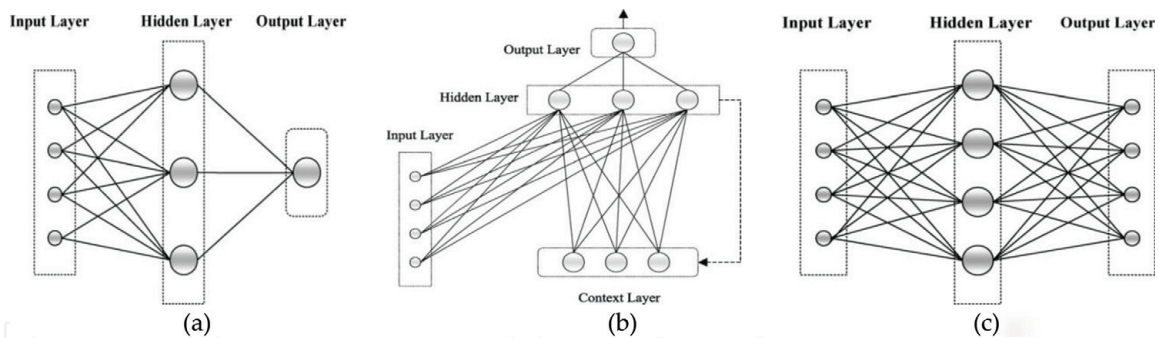 Input Layer
Hidden Layer
Output Layer
(a)
Output Layer
Hidden Layer
Input Layer
Context Layer
(b)
Input Layer
Hidden Layer
Output Layer
(c)